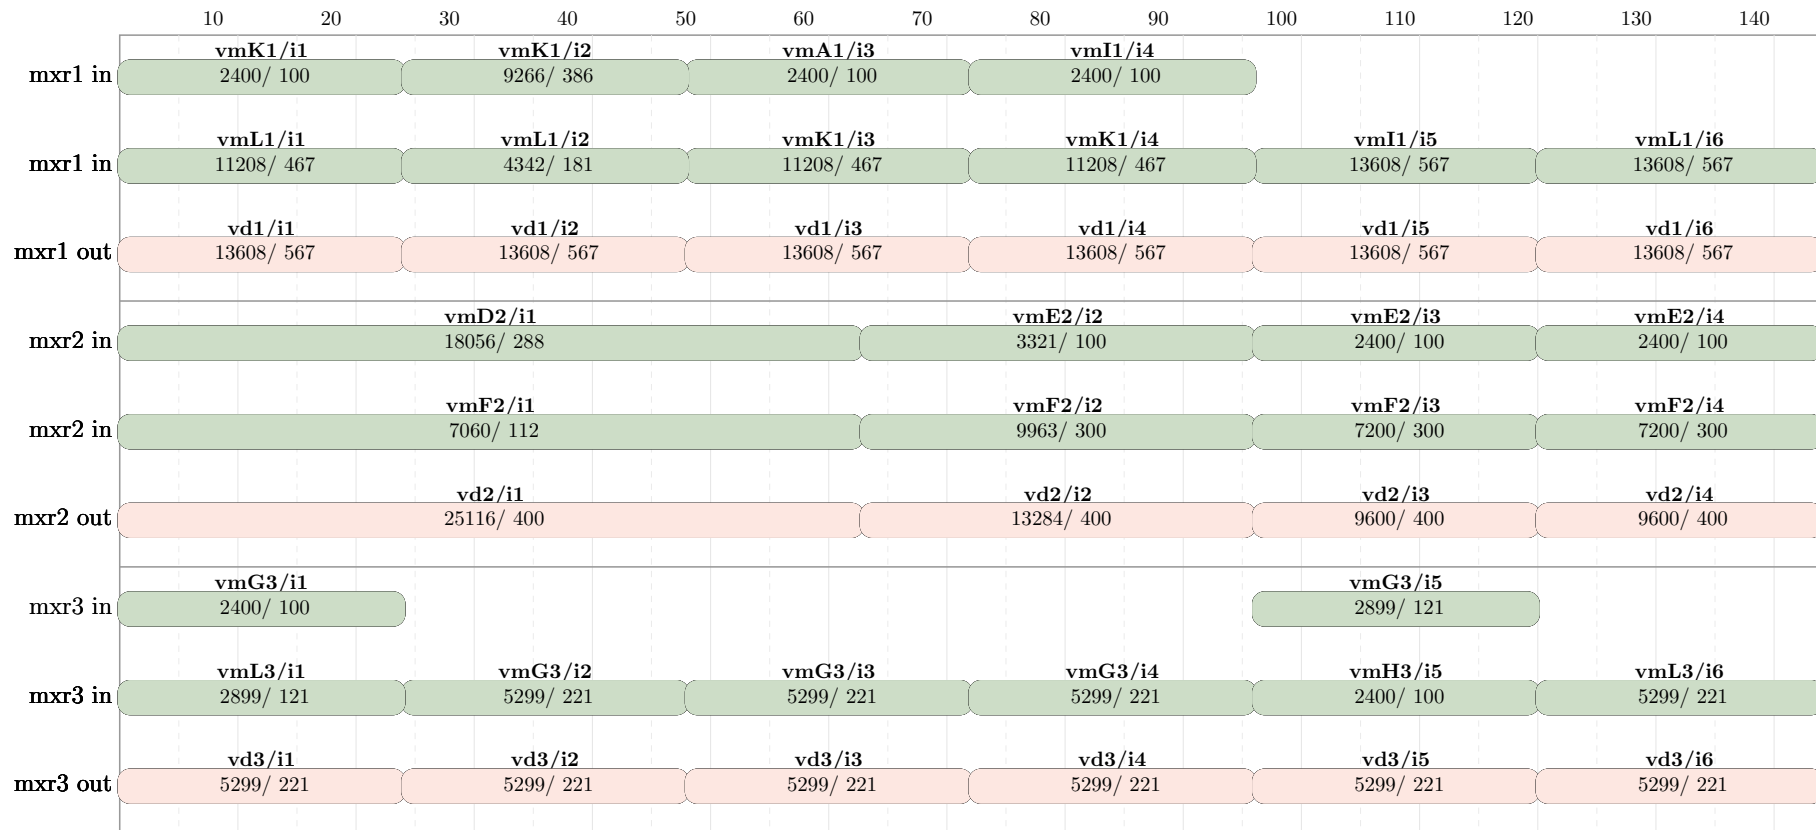 10 20 30 40 50 60 70 80 90 100 110 120 130 140
vmK1/i1 vmK1/i2 vmA1/i3 vmI1/i4
mxr1 in 2400/ 100 9266/ 386 2400/ 100 2400/ 100
vmL1/i1 vmL1/i2 vmK1/i3 vmK1/i4 vmI1/i5 vmL1/i6
mxr1 in 11208/ 467 4342/ 181 11208/ 467 11208/ 467 13608/ 567 13608/ 567
vd1/i1 vd1/i2 vd1/i3 vd1/i4 vd1/i5 vd1/i6
mxr1 out 13608/ 567 13608/ 567 13608/ 567 13608/ 567 13608/ 567 13608/ 567
vmD2/i1 vmE2/i2 vmE2/i3 vmE2/i4
mxr2 in 18056/ 288 3321/ 100 2400/ 100 2400/ 100
vmF2/i1 vmF2/i2 vmF2/i3 vmF2/i4
mxr2 in 7060/ 112 9963/ 300 7200/ 300 7200/ 300
vd2/i1 vd2/i2 vd2/i3 vd2/i4
mxr2 out 25116/ 400 13284/ 400 9600/ 400 9600/ 400
vmG3/i1 vmG3/i5
mxr3 in 2400/ 100 2899/ 121
vmL3/i1 vmG3/i2 vmG3/i3 vmG3/i4 vmH3/i5 vmL3/i6
mxr3 in 2899/ 121 5299/ 221 5299/ 221 5299/ 221 2400/ 100 5299/ 221
vd3/i1 vd3/i2 vd3/i3 vd3/i4 vd3/i5 vd3/i6
mxr3 out 5299/ 221 5299/ 221 5299/ 221 5299/ 221 5299/ 221 5299/ 221